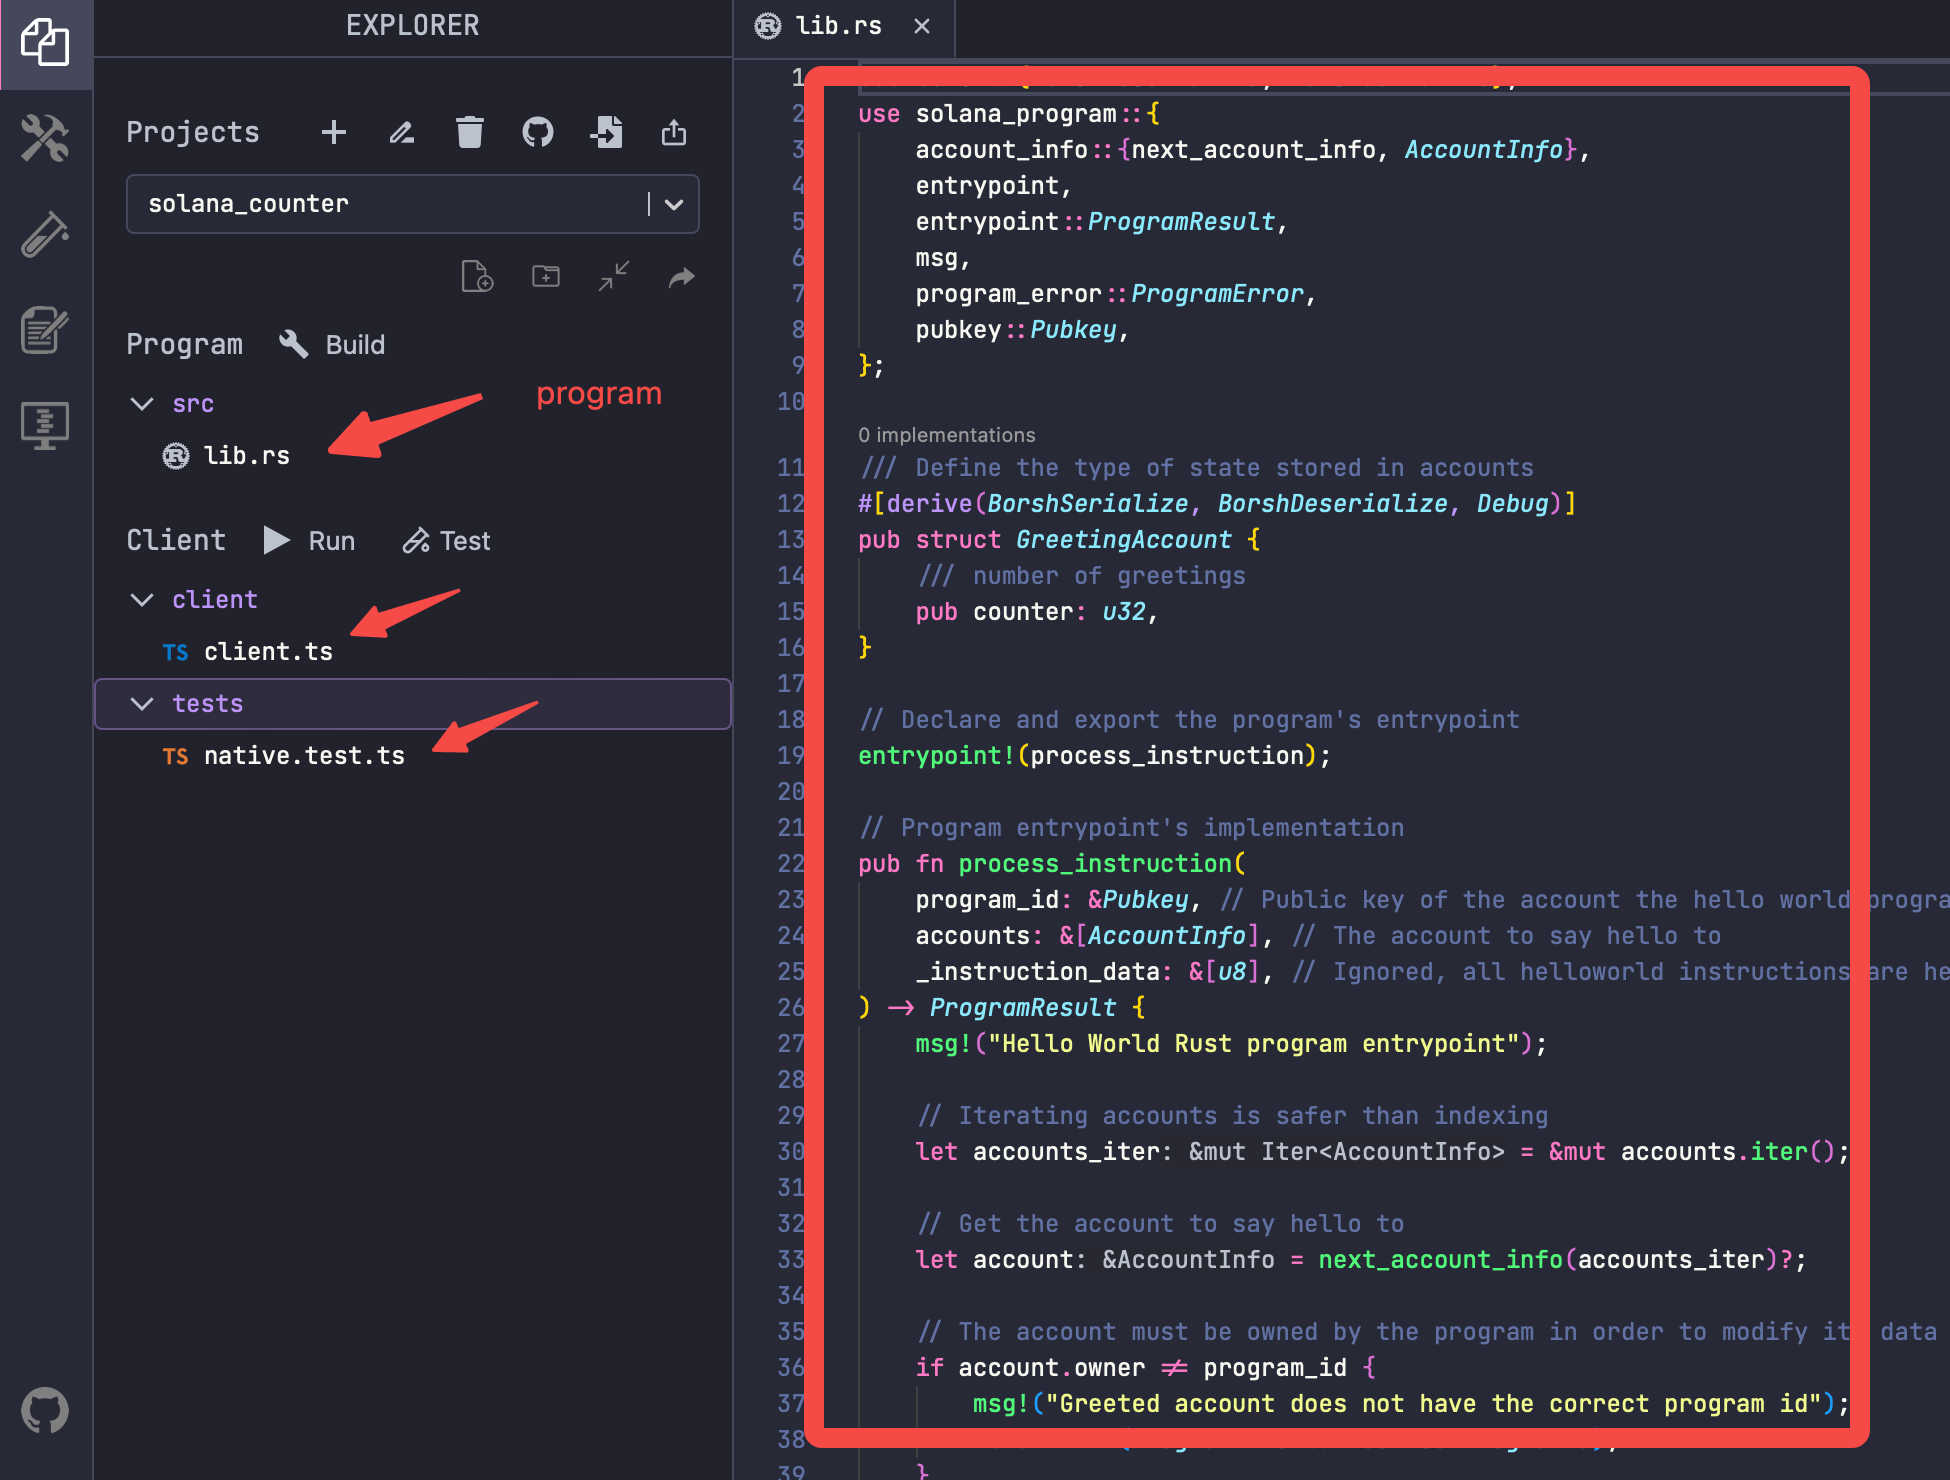 EXPLORER
Projects
solana_counter
Program Build
program
src
lib.rs
Client Run Test
client
TS client.ts
tests
TS native.test.ts
lib.rs
1
2 use solana_program::{
3 account_info::{next_account_info, AccountInfo},
4 entrypoint,
5 entrypoint::ProgramResult,
6 msg,
7 program_error::ProgramError,
8 pubkey::Pubkey,
9 };
10
0 implementations
11 /// Define the type of state stored in accounts
12 #[derive(BorshSerialize, BorshDeserialize, Debug)]
13 pub struct GreetingAccount {
14 /// number of greetings
15 pub counter: u32,
16 }
17
18 // Declare and export the program's entrypoint
19 entrypoint!(process_instruction);
20
21 // Program entrypoint's implementation
22 pub fn process_instruction(
23 program_id: &Pubkey, // Public key of the account the hello world progra
24 accounts: &[AccountInfo], // The account to say hello to
25 _instruction_data: &[u8], // Ignored, all helloworld instructions are he
26 ) -> ProgramResult {
27 msg!("Hello World Rust program entrypoint");
28
29 // Iterating accounts is safer than indexing
30 let accounts_iter: &mut Iter<AccountInfo> = &mut accounts.iter();
31
32 // Get the account to say hello to
33 let account: &AccountInfo = next_account_info(accounts_iter)?;
34
35 // The account must be owned by the program in order to modify it data
36 if account.owner != program_id {
37 msg!("Greeted account does not have the correct program id");
38
39 }